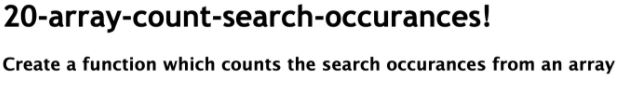 20-array-count-search-occurances!
Create a function which counts the search occurances from an array